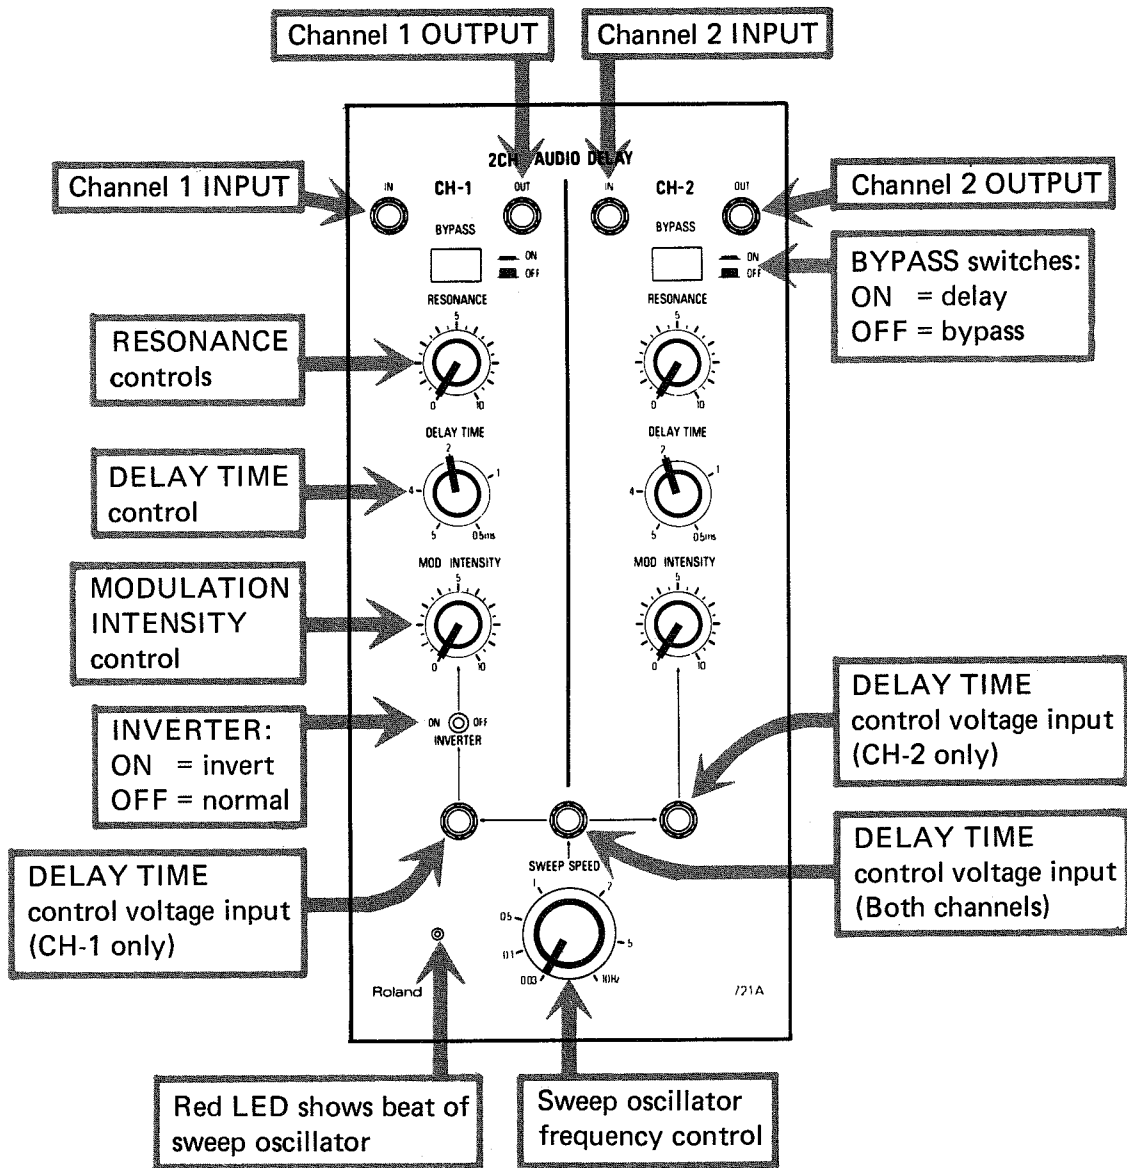 Channel 1 OUTPUT
Channel 2 INPUT
2CH AUDIO DELAY
Channel 1 INPUT
IN
CH-1
OUT
IN
CH-2
OUT
Channel 2 OUTPUT
BYPASS
ON
OFF
BYPASS
ON
OFF
BYPASS switches:
ON = delay
OFF = bypass
RESONANCE
controls
RESONANCE
5
0
10
RESONANCE
5
0
10
DELAY TIME
control
DELAY TIME
2
1
4
5
0.5ms
DELAY TIME
2
1
4
5
0.5ms
MODULATION
INTENSITY
control
MOD INTENSITY
5
0
10
MOD INTENSITY
5
0
10
INVERTER:
ON = invert
OFF = normal
ON OFF
INVERTER
DELAY TIME
control voltage input
(CH-2 only)
DELAY TIME
control voltage input
(CH-1 only)
DELAY TIME
control voltage input
(Both channels)
SWEEP SPEED
1
2
0.5
5
0.1
0.03
10Hz
Roland
721A
Red LED shows beat of
sweep oscillator
Sweep oscillator
frequency control